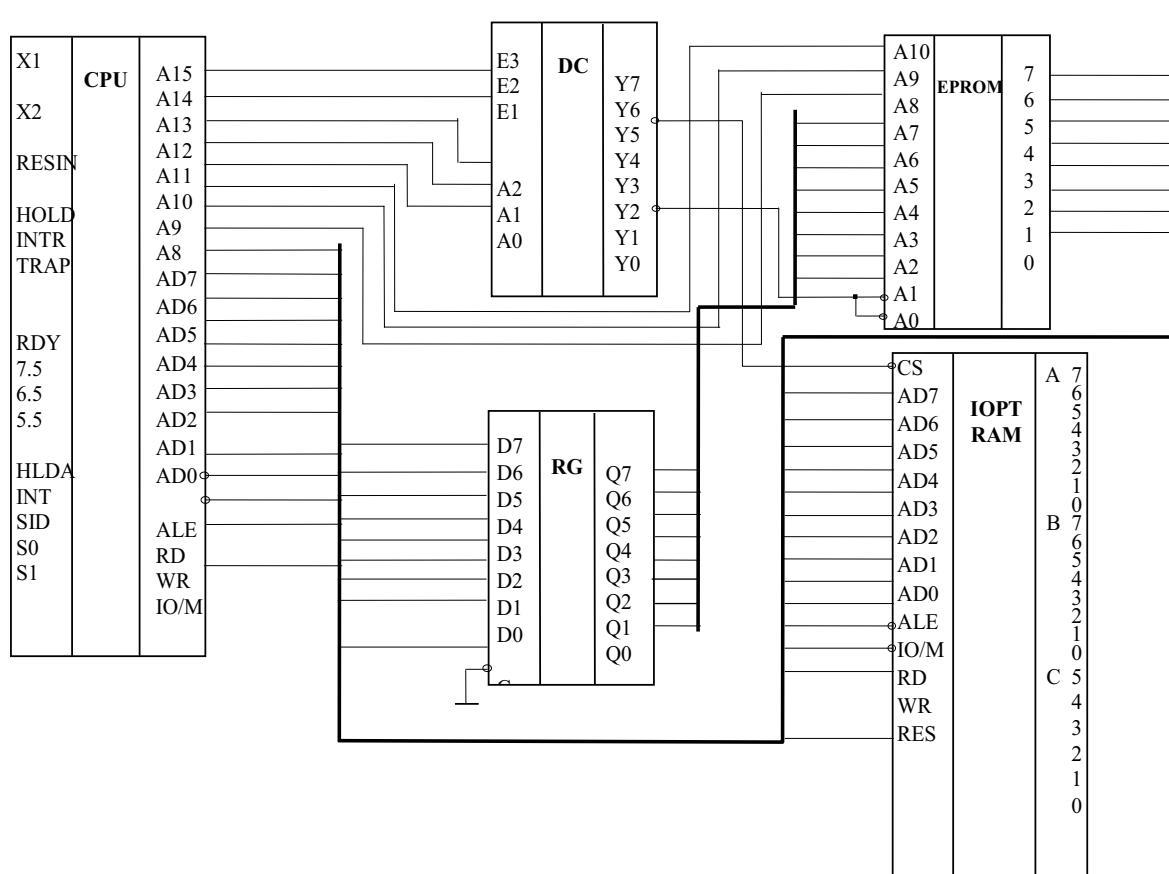 X1
X2
RESIN
HOLD
INTR
TRAP
RDY
7.5
6.5
5.5
HLDA
INT
SID
S0
S1
CPU
A15
A14
A13
A12
A11
A10
A9
A8
AD7
AD6
AD5
AD4
AD3
AD2
AD1
AD0
ALE
RD
WR
IO/M
E3
E2
E1
A2
A1
A0
DC
Y7
Y6
Y5
Y4
Y3
Y2
Y1
Y0
D7
D6
D5
D4
D3
D2
D1
D0
RG
Q7
Q6
Q5
Q4
Q3
Q2
Q1
Q0
A10
A9
A8
A7
A6
A5
A4
A3
A2
A1
A0
EPROM
7
6
5
4
3
2
1
0
CS
AD7
AD6
AD5
AD4
AD3
AD2
AD1
AD0
ALE
IO/M
RD
WR
RES
IOPT
RAM
A 7
6
5
4
3
2
1
0
B 7
6
5
4
3
2
1
0
C 5
4
3
2
1
0